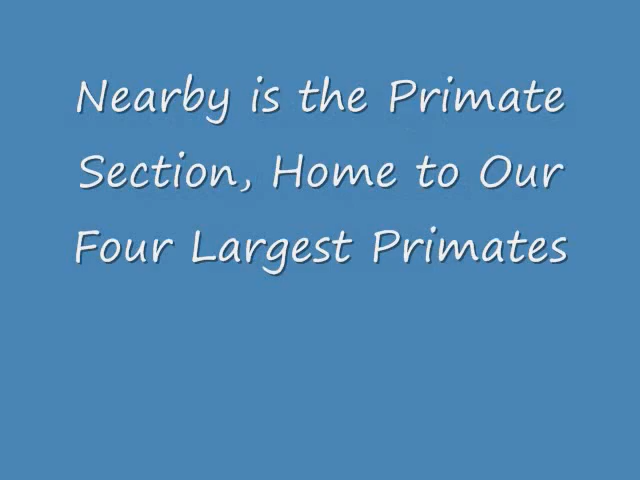 Nearby is the Primate
Section, Home to Our
Four Largest Primates